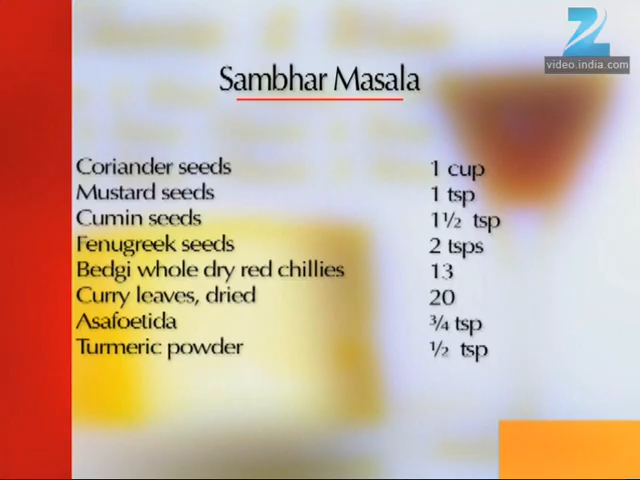 Z
video.india.com
Sambhar Masala
Coriander seeds 1 cup
Mustard seeds 1 tsp
Cumin seeds 1½ tsp
Fenugreek seeds 2 tsps
Bedgi whole dry red chillies 13
Curry leaves, dried 20
Asafoetida ¾ tsp
Turmeric powder ½ tsp